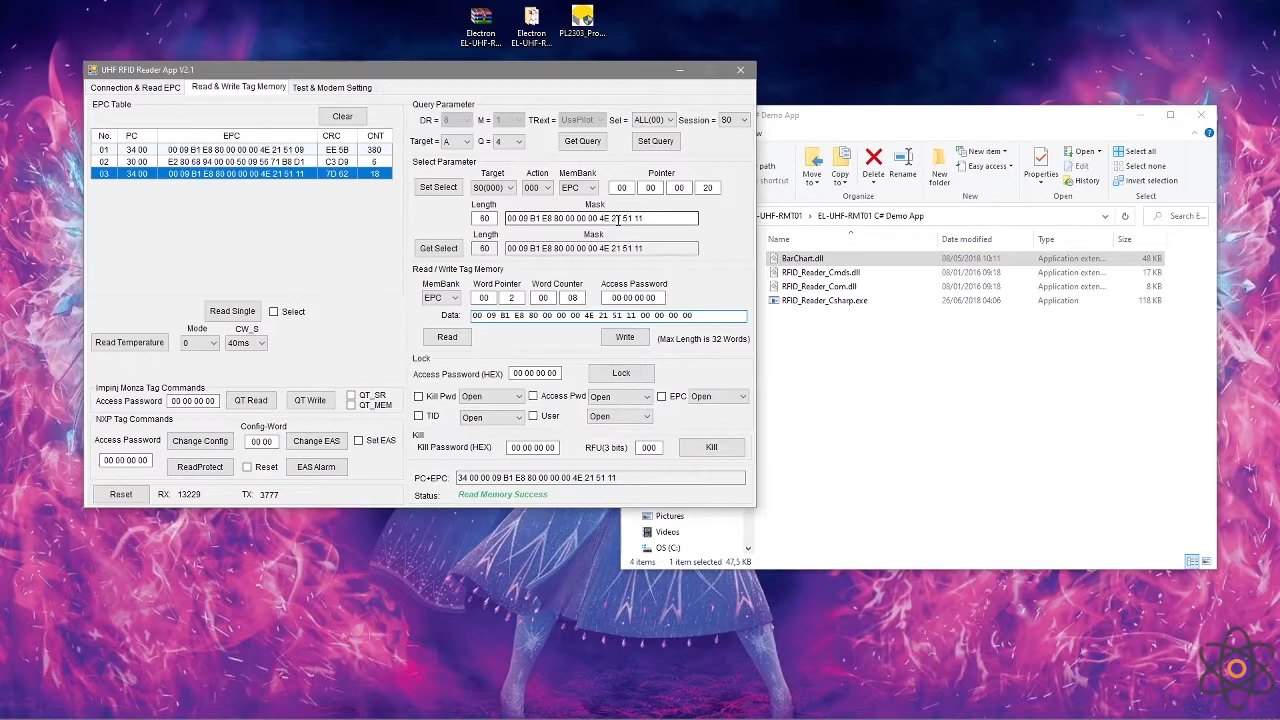 Electron EL-UHF-R...
Electron EL-UHF-R...
PL2303_Pro...
UHF RFID Reader App V2.1
Connection & Read EPC Read & Write Tag Memory Test & Modem Setting
EPC Table
Clear
No. PC EPC CRC CNT
01 34 00 00 09 B1 E8 80 00 00 00 4E 21 51 09 EE 5B 380
02 30 00 E2 80 69 94 00 00 50 09 56 71 B8 D1 C3 D9 6
03 34 00 00 09 B1 E8 80 00 00 00 4E 21 51 11 7D 62 18
Read Single Select
Mode CW_S
Read Temperature 0 40ms
Impinj Monza Tag Commands
Access Password 00 00 00 00 QT Read QT Write QT_SR
QT_MEM
NXP Tag Commands
Config-Word
Access Password Change Config 00 00 Change EAS Set EAS
00 00 00 00 ReadProtect Reset EAS Alarm
Reset RX: 13229 TX: 3777
Query Parameter
DR = 8 M = 1 TRext = UsePilot Sel = ALL(00) Session = S0
Target = A Q = 4 Get Query Set Query
Select Parameter
Target Action MemBank Pointer
Set Select S0(000) 000 EPC 00 00 00 20
Length Mask
60 00 09 B1 E8 80 00 00 00 4E 21 51 11
Length Mask
Get Select 60 00 09 B1 E8 80 00 00 00 4E 21 51 11
Read / Write Tag Memory
MemBank Word Pointer Word Counter Access Password
EPC 00 2 00 08 00 00 00 00
Data: 00 09 B1 E8 80 00 00 00 4E 21 51 11 00 00 00 00
Read Write (Max Length is 32 Words)
Lock
Access Password (HEX) 00 00 00 00 Lock
Kill Pwd Open Access Pwd Open EPC Open
TID Open User Open
Kill
Kill Password (HEX) 00 00 00 00 RFU(3 bits) 000 Kill
PC+EPC: 34 00 00 09 B1 E8 80 00 00 00 4E 21 51 11
Status: Read Memory Success
Demo App
path
shortcut
Move to
Copy to
Delete
Rename
New folder
New item
Easy access
Properties
Open
Edit
History
Select all
Select none
Invert selection
Organize New Open Select
-UHF-RMT01 > EL-UHF-RMT01 C# Demo App Search E...
Name Date modified Type Size
BarChart.dll 08/05/2018 10:11 Application exten... 48 KB
RFID_Reader_Cmds.dll 08/01/2016 09:18 Application exten... 17 KB
RFID_Reader_Com.dll 08/01/2016 09:18 Application exten... 8 KB
RFID_Reader_Csharp.exe 26/06/2018 04:06 Application 118 KB
Pictures
Videos
OS (C:)
4 items 1 item selected 47,5 KB